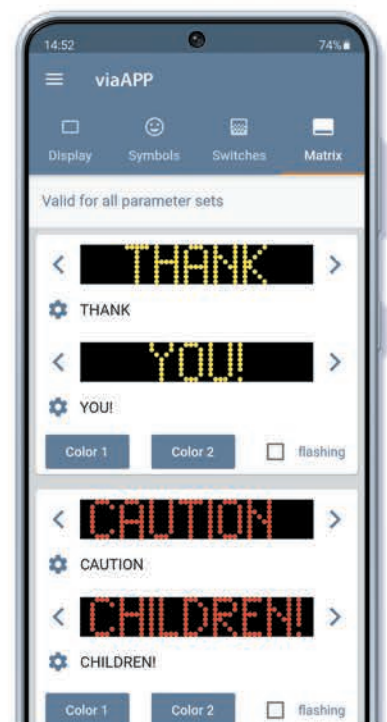 14:52 74%
viaAPP
Display Symbols Switches Matrix
Valid for all parameter sets
THANK
THANK
YOU!
YOU!
Color 1 Color 2 flashing
CAUTION
CAUTION
CHILDREN!
CHILDREN!
Color 1 Color 2 flashing